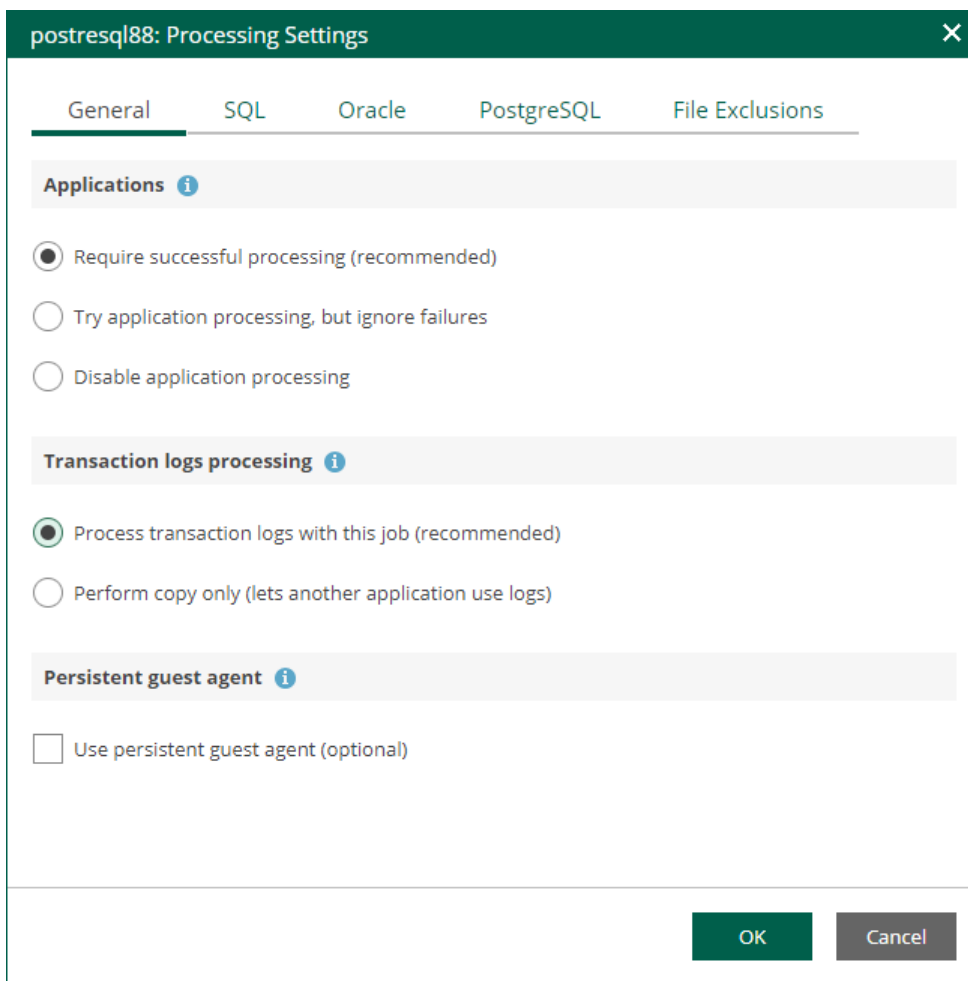 postresql88: Processing Settings
General SQL Oracle PostgreSQL File Exclusions
Applications
Require successful processing (recommended)
Try application processing, but ignore failures
Disable application processing
Transaction logs processing
Process transaction logs with this job (recommended)
Perform copy only (lets another application use logs)
Persistent guest agent
Use persistent guest agent (optional)
OK Cancel